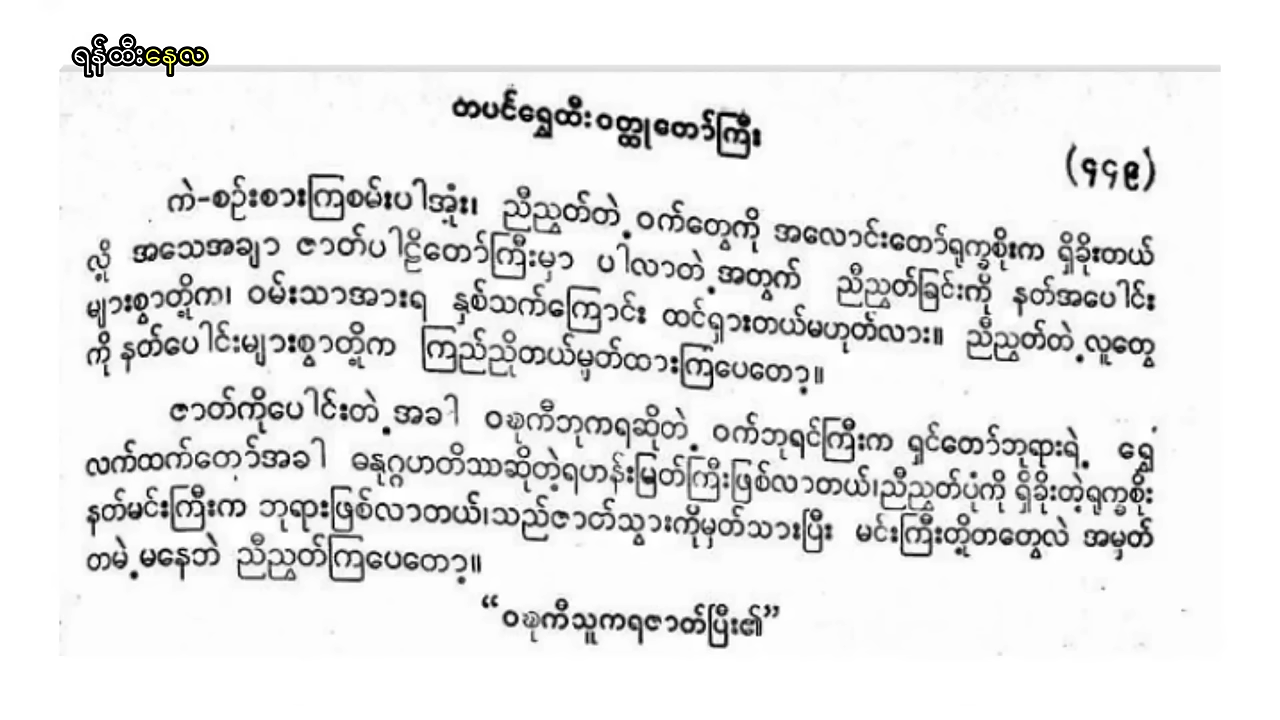 ရန်ထီးနေလ
တပင်ရွှေထီးဝတ္ထုတော်ကြီး
(၄၄၉)
ကဲ-စဉ်းစားကြစမ်းပါအုံး၊ ညီညွတ်တဲ့ ဝက်တွေကို အလောင်းတော်ရုက္ခစိုးက ရှိခိုးတယ်
လို့ အသေအချာ ဇာတ်ပါဠိတော်ကြီးမှာ ပါလာတဲ့အတွက် ညီညွတ်ခြင်းကို နတ်အပေါင်း
များစွာတို့က၊ ဝမ်းသာအားရ နှစ်သက်ကြောင်း ထင်ရှားတယ်မဟုတ်လား။ ညီညွတ်တဲ့လူတွေ
ကို နတ်ပေါင်းများစွာတို့က ကြည်ညိုတယ်မှတ်ထားကြပေတော့။
ဇာတ်ကိုပေါင်းတဲ့အခါ ဝဍ္ဎကီဘုကရဆိုတဲ့ ဝက်ဘုရင်ကြီးက ရှင်တော်ဘုရားရဲ့ ရွှေ
လက်ထက်တော်အခါ ဓနုဂ္ဂဟတိဿဆိုတဲ့ရဟန်းမြတ်ကြီးဖြစ်လာတယ်၊ညီညွတ်ပုံကို ရှိခိုးတဲ့ရုက္ခစိုး
နတ်မင်းကြီးက ဘုရားဖြစ်လာတယ်၊သည်ဇာတ်သွားကိုမှတ်သားပြီး မင်းကြီးတို့တတွေလဲ အမှတ်
တမဲ့မနေဘဲ ညီညွတ်ကြပေတော့။
“ဝဍ္ဎကီသူကရဇာတ်ပြီး၏”